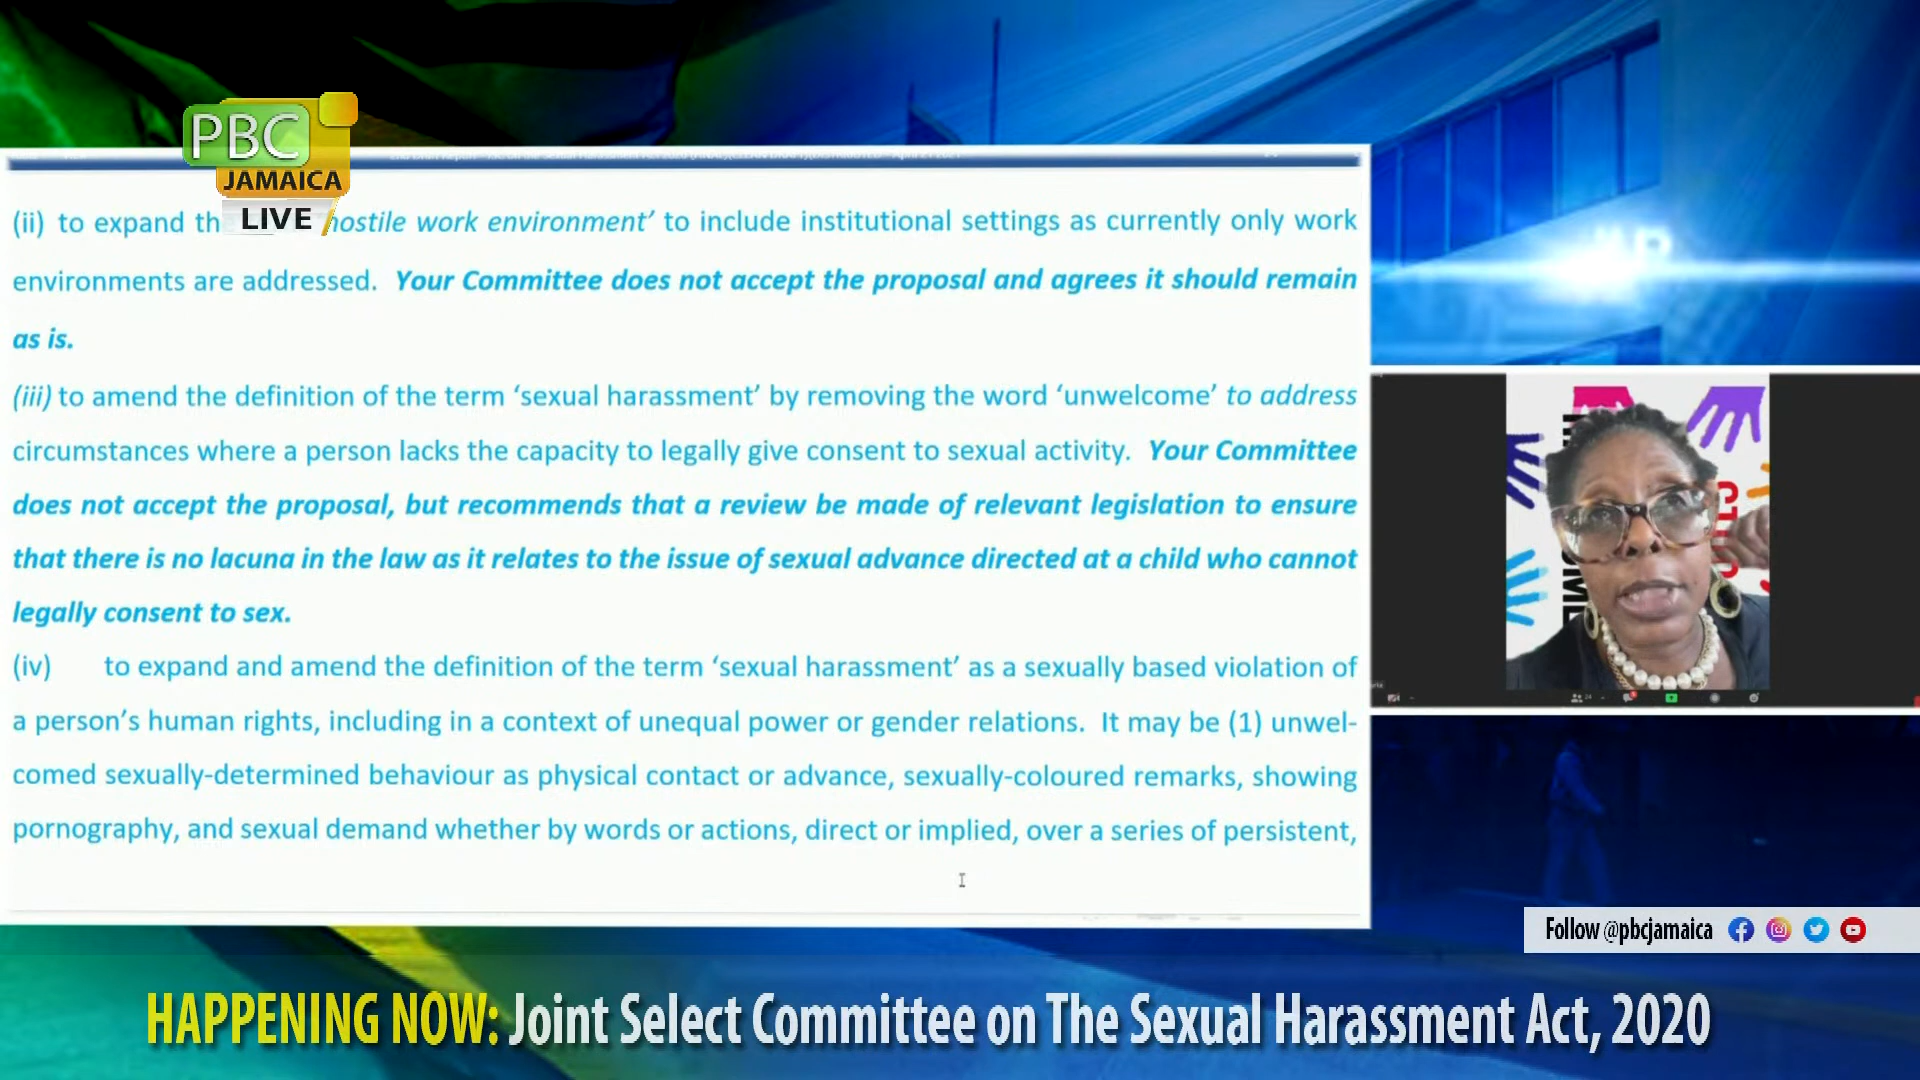 PBC
JAMAICA
LIVE
(ii) to expand th
hostile work environment’ to include institutional settings as currently only work
environments are addressed. Your Committee does not accept the proposal and agrees it should remain
as is.
(iii) to amend the definition of the term ‘sexual harassment’ by removing the word ‘unwelcome’ to address
circumstances where a person lacks the capacity to legally give consent to sexual activity. Your Committee
does not accept the proposal, but recommends that a review be made of relevant legislation to ensure
that there is no lacuna in the law as it relates to the issue of sexual advance directed at a child who cannot
legally consent to sex.
(iv) to expand and amend the definition of the term ‘sexual harassment’ as a sexually based violation of
a person’s human rights, including in a context of unequal power or gender relations. It may be (1) unwel-
comed sexually-determined behaviour as physical contact or advance, sexually-coloured remarks, showing
pornography, and sexual demand whether by words or actions, direct or implied, over a series of persistent,
Follow @pbcjamaica
HAPPENING NOW: Joint Select Committee on The Sexual Harassment Act, 2020